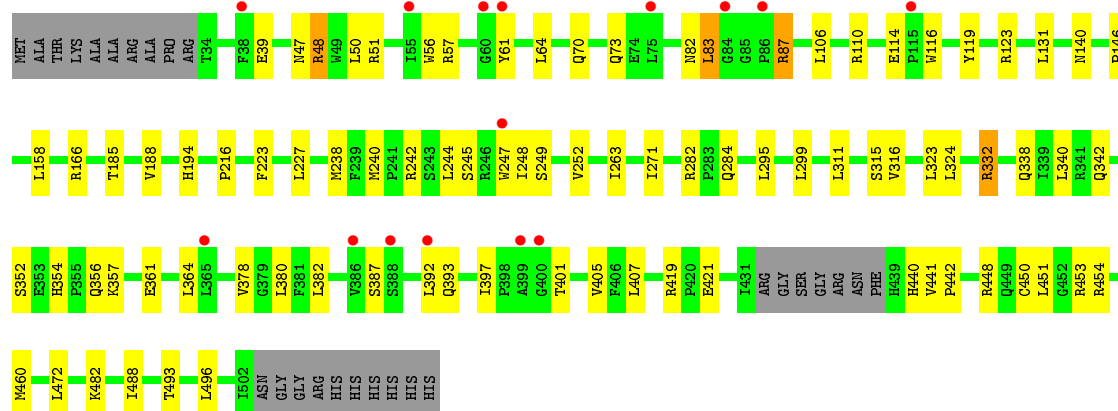 MET ALA THR LYS ALA ALA ARG ALA PRO ARG T34 F38 E39 N47 R48 W49 L50 R51 I55 W56 R57 G60 Y61 L64 Q70 Q73 E74 L75 N82 L83 G84 G85 P86 R87 L106 R110 E114 P115 W116 Y119 R123 L131 N140
L158 R166 T185 V188 H194 P216 F223 L227 M238 F239 M240 P241 R242 S243 L244 S245 R246 W247 I248 S249 V252 I263 I271 R282 P283 Q284 L295 L299 L311 S315 V316 L323 L324 R332 Q338 I339 L340 R341 Q342
S352 E353 H354 P355 Q356 K357 E361 L364 L365 V378 G379 L380 F381 L382 V386 S387 S388 L392 Q393 I397 P398 A399 G400 T401 V405 F406 L407 R419 P420 E421 I431 ARG GLY SER GLY ARG ASN PHE H439 H440 V441 P442 R448 Q449 C450 L451 G452 R453 R454
M460 L472 K482 I488 T493 L496 I502 ASN GLY GLY ARG HIS HIS HIS HIS HIS HIS